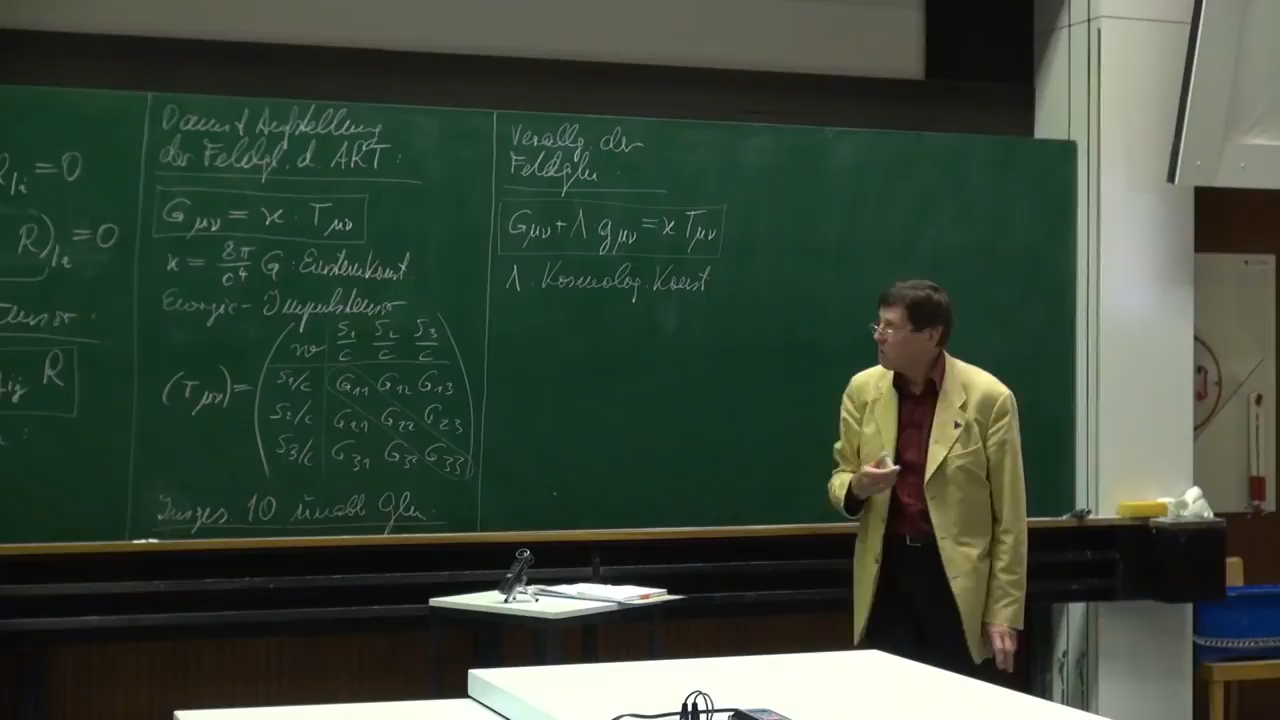 R|i = 0
R)|i = 0
R
Damit Aufstellung
der Feldgl. d. ART:
Gμν = ϰ · Tμν
ϰ = 8π/c⁴ G : Einsteinkonst.
Energie-Impulstensor
(Tμν) =
w S1/c S2/c S3/c
S1/c G11 G12 G13
S2/c G21 G22 G23
S3/c G31 G32 G33
Insges. 10 unabh. Gln.
Verallg. der
Feldgln.
Gμν + Λ gμν = ϰ Tμν
Λ : Kosmolog. Konst